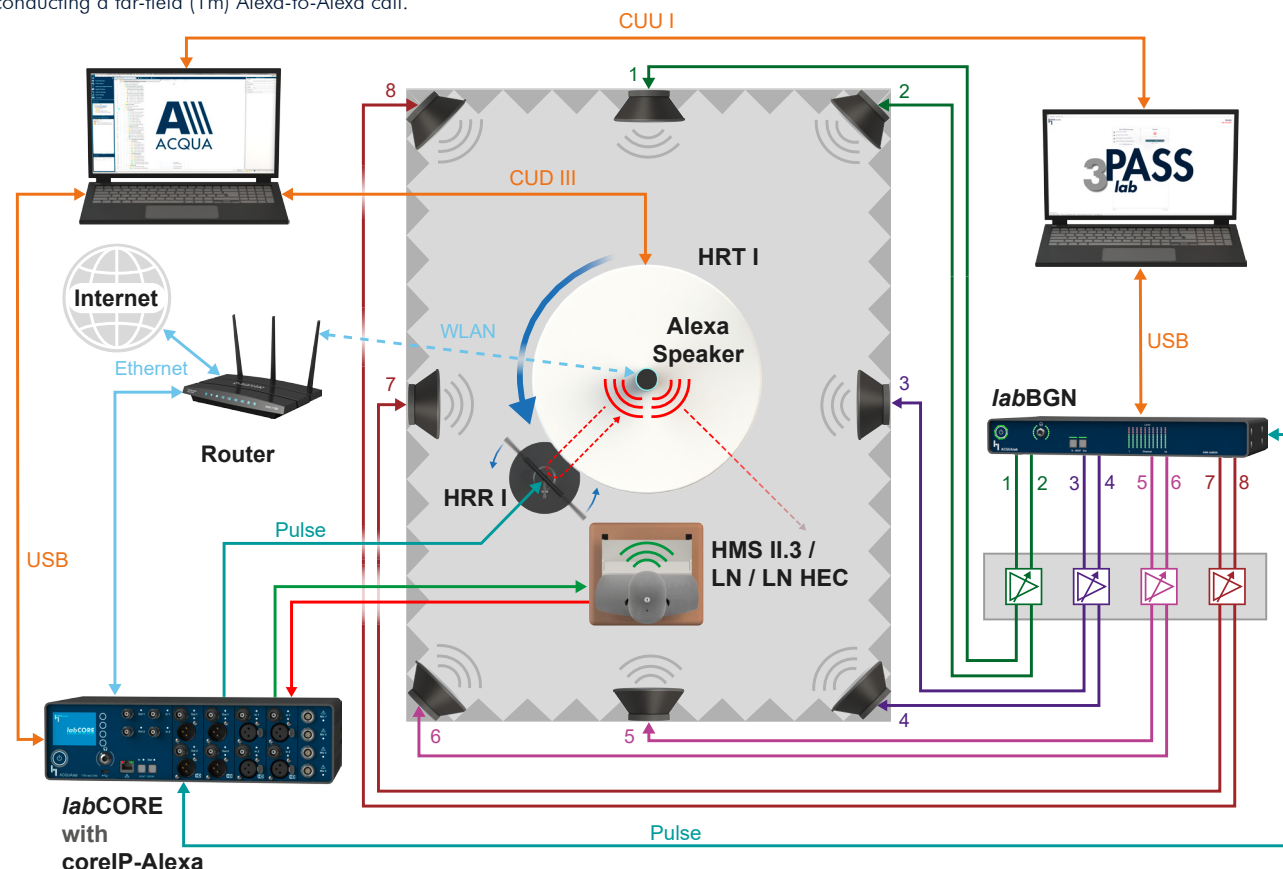 conducting a far-field (1m) Alexa-to-Alexa call.
CUU I
8
1
2
ACQUA
3PASS
lab
CUD III
HRT I
Internet
WLAN
Alexa
Speaker
USB
Ethernet
7
3
labBGN
Router
1
2
3
4
5
6
7
8
HRR I
Pulse
HMS II.3 /
LN / LN HEC
USB
labCORE
6
5
4
labCORE
with
coreIP-Alexa
Pulse